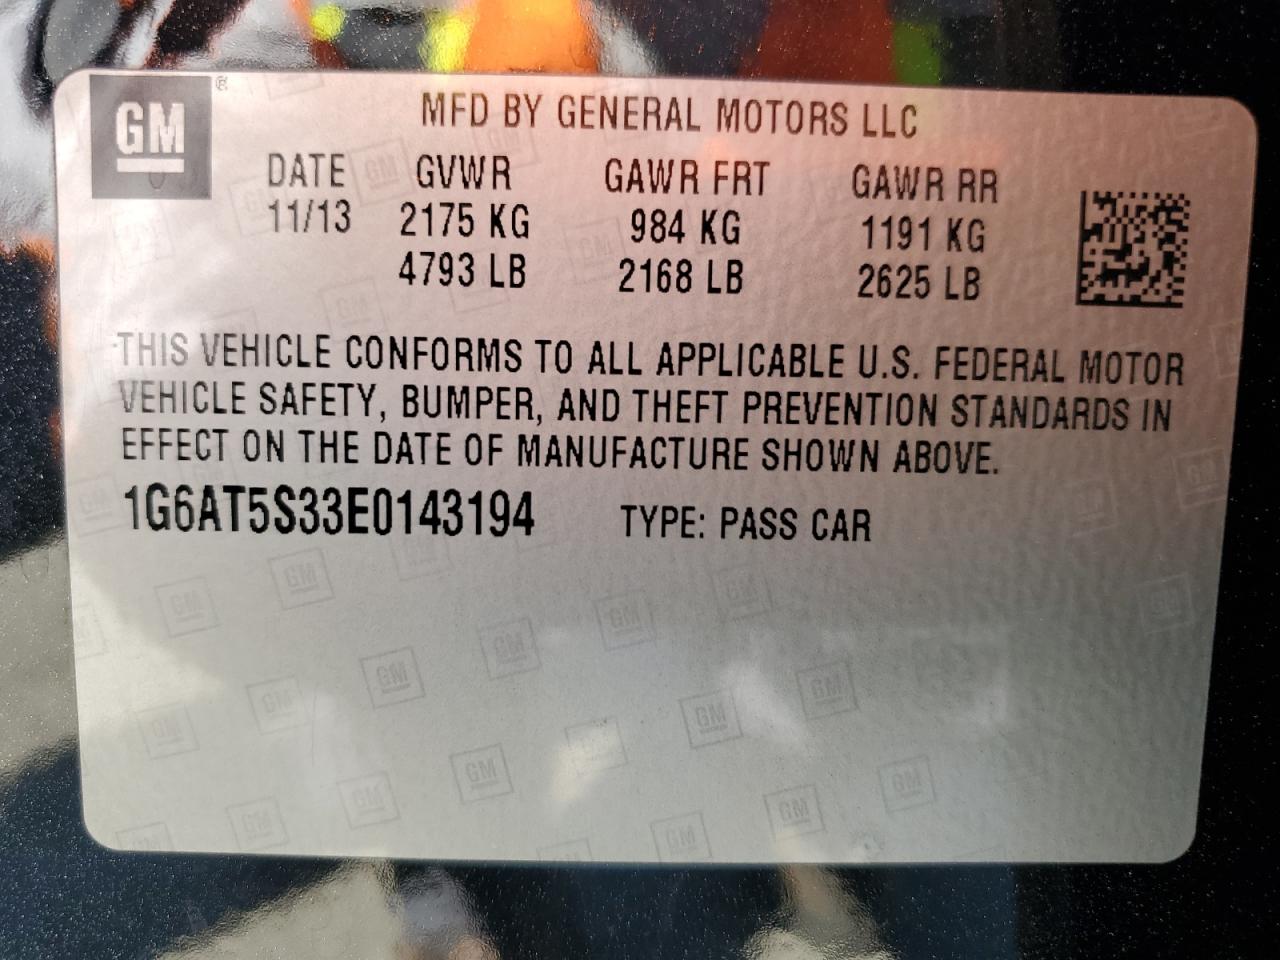 GM
MFD BY GENERAL MOTORS LLC
DATE GVWR GAWR FRT GAWR RR
11/13 2175 KG 984 KG 1191 KG
4793 LB 2168 LB 2625 LB
THIS VEHICLE CONFORMS TO ALL APPLICABLE U.S. FEDERAL MOTOR
VEHICLE SAFETY, BUMPER, AND THEFT PREVENTION STANDARDS IN
EFFECT ON THE DATE OF MANUFACTURE SHOWN ABOVE.
1G6AT5S33E0143194 TYPE: PASS CAR